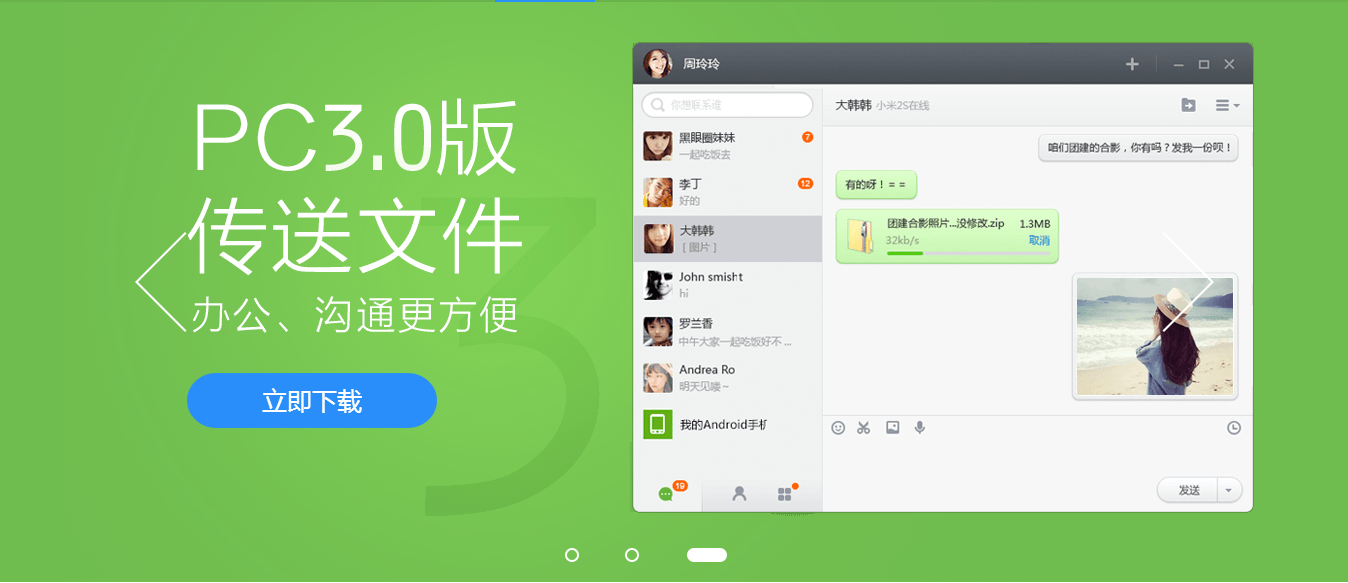 PC3.0版
传送文件
办公、沟通更方便
立即下载
3
周玲玲
你想联系谁
黑眼圈妹妹
7
一起吃饭去
李丁
12
好的
大韩韩
[ 图片 ]
John smisht
hi
罗兰香
中午大家一起吃饭好不 ...
Andrea Ro
明天见喽~
我的Android手机
19
大韩韩 小米2S在线
咱们团建的合影，你有吗？发我一份呗！
有的呀！= =
团建合影照片...没修改.zip 1.3MB
32kb/s 取消
发送